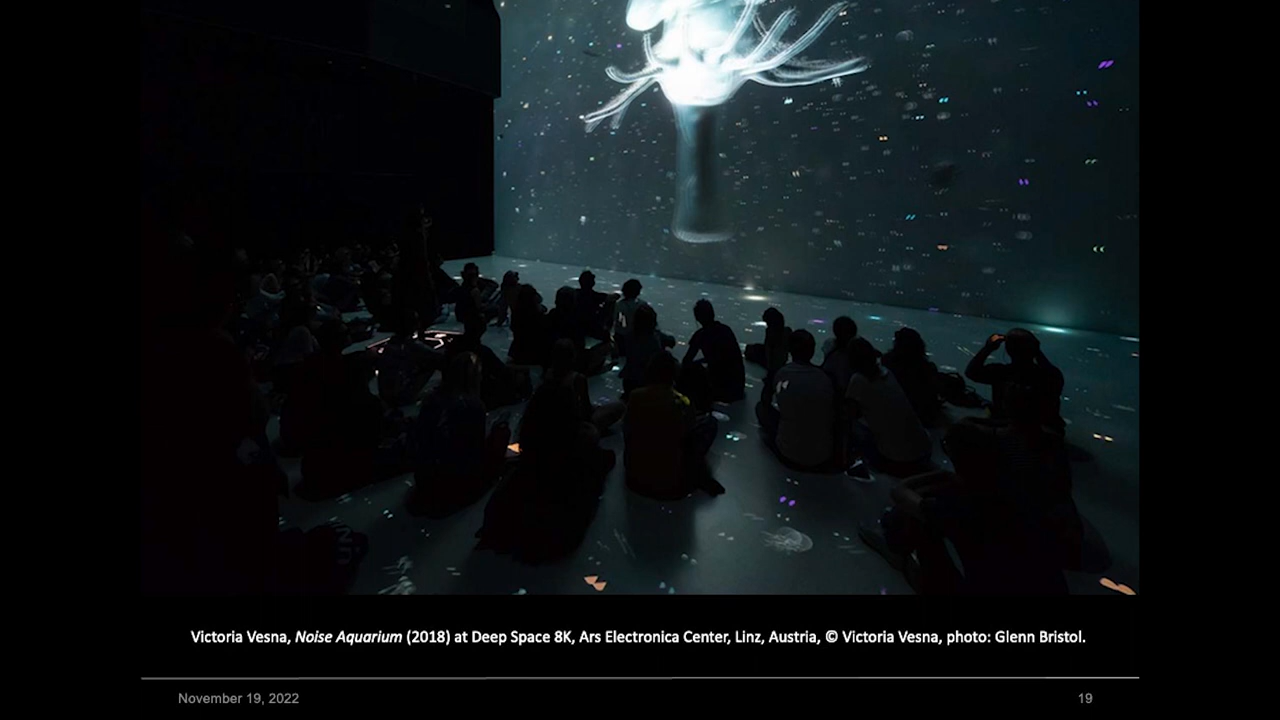 Victoria Vesna, Noise Aquarium (2018) at Deep Space 8K, Ars Electronica Center, Linz, Austria, © Victoria Vesna, photo: Glenn Bristol.
November 19, 2022
19